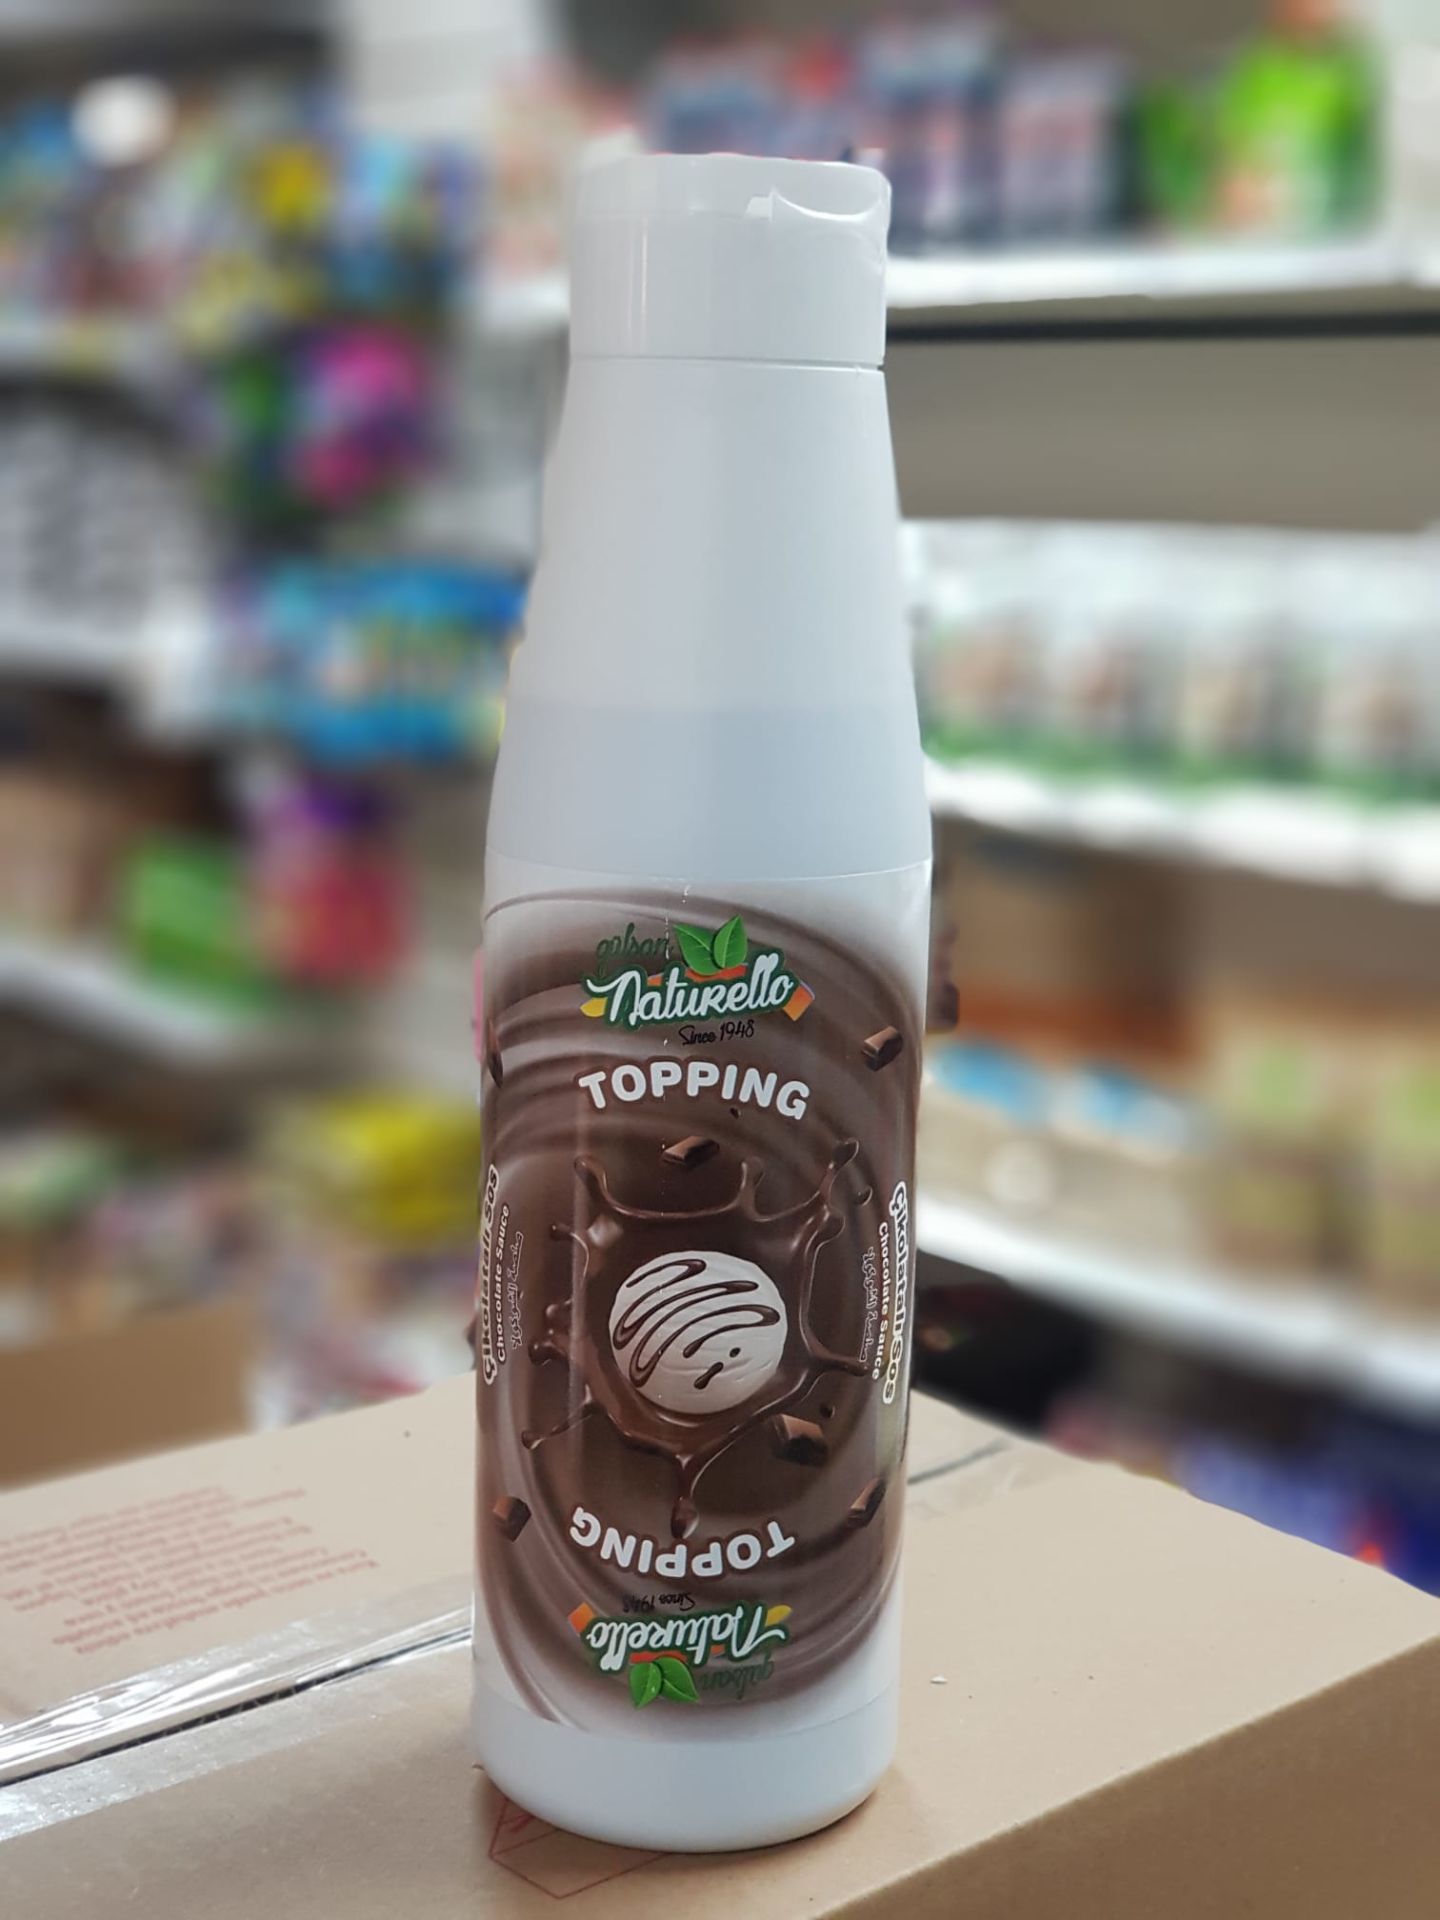 gülsan
Naturello
Since 1948
TOPPING
Çikolatalı Sos
Chocolate Sauce
Çikolatalı Sos
Chocolate Sauce
TOPPING
Since 1948
Naturello
gülsan